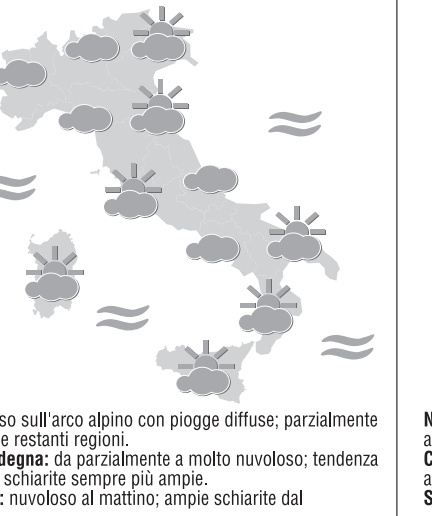 so sull'arco alpino con piogge diffuse; parzialmente
e restanti regioni.
degna: da parzialmente a molto nuvoloso; tendenza
schiarite sempre più ampie.
: nuvoloso al mattino; ampie schiarite dal
N
a
C
a
S